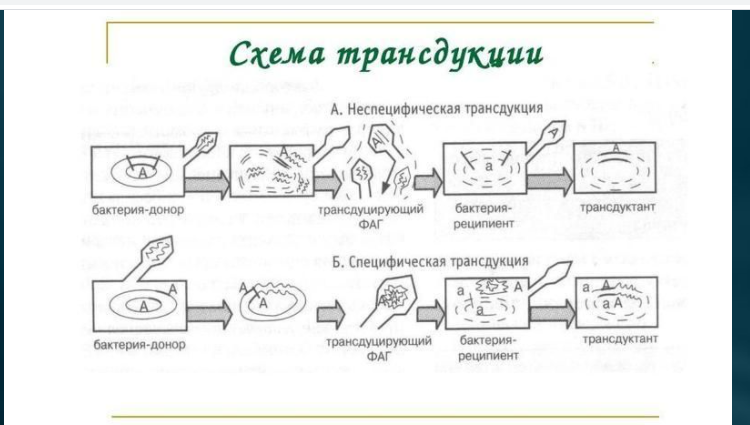 Схема трансдукции
А. Неспецифическая трансдукция
А
А
А
А
а
А
А
бактерия-донор
трансдуцирующий
ФАГ
бактерия-
реципиент
трансдуктант
Б. Специфическая трансдукция
А
А
А
А
А
а
А
а
а
А
а А
бактерия-донор
трансдуцирующий
ФАГ
бактерия-
реципиент
трансдуктант